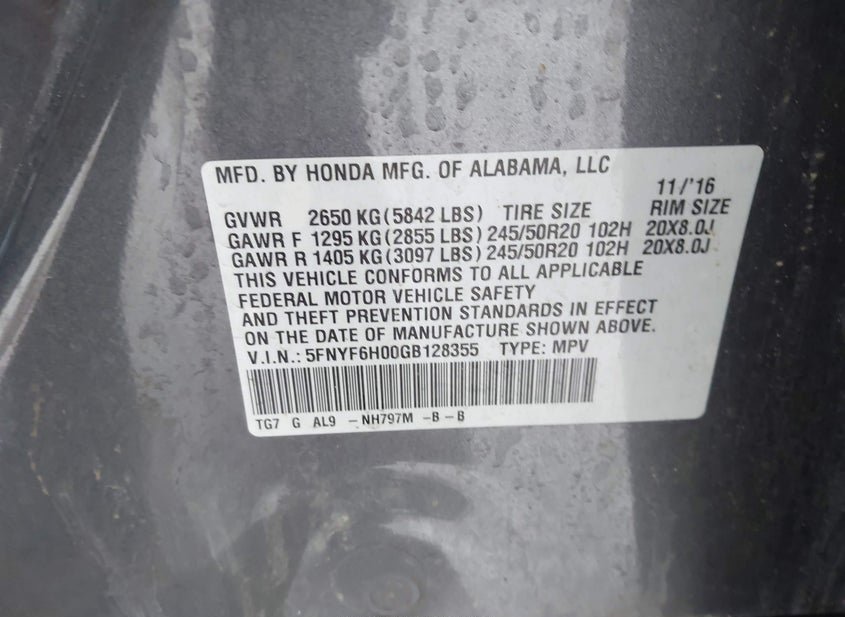 MFD. BY HONDA MFG. OF ALABAMA, LLC
11/'16
GVWR 2650 KG(5842 LBS) TIRE SIZE RIM SIZE
GAWR F 1295 KG(2855 LBS) 245/50R20 102H 20X8.0J
GAWR R 1405 KG(3097 LBS) 245/50R20 102H 20X8.0J
THIS VEHICLE CONFORMS TO ALL APPLICABLE
FEDERAL MOTOR VEHICLE SAFETY
AND THEFT PREVENTION STANDARDS IN EFFECT
ON THE DATE OF MANUFACTURE SHOWN ABOVE.
V.I.N.: 5FNYF6H00GB128355 TYPE: MPV
TG7 G AL9 -NH797M -B-B